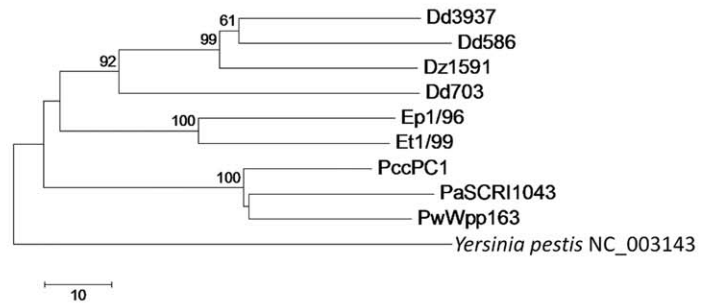 61
Dd3937
99
Dd586
92
Dz1591
Dd703
100
Ep1/96
Et1/99
100
PccPC1
PaSCRI1043
PwWpp163
Yersinia pestis NC_003143
10